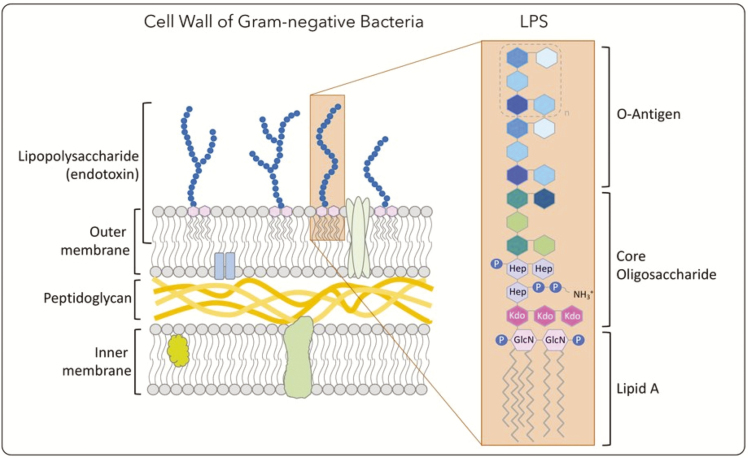 Cell Wall of Gram-negative Bacteria
LPS
Lipopolysaccharide
(endotoxin)
Outer
membrane
Peptidoglycan
Inner
membrane
n
O-Antigen
Core
Oligosaccharide
Lipid A
P
Hep
Hep
Hep
P
P
NH₃⁺
Kdo
Kdo
Kdo
P
GlcN
GlcN
P